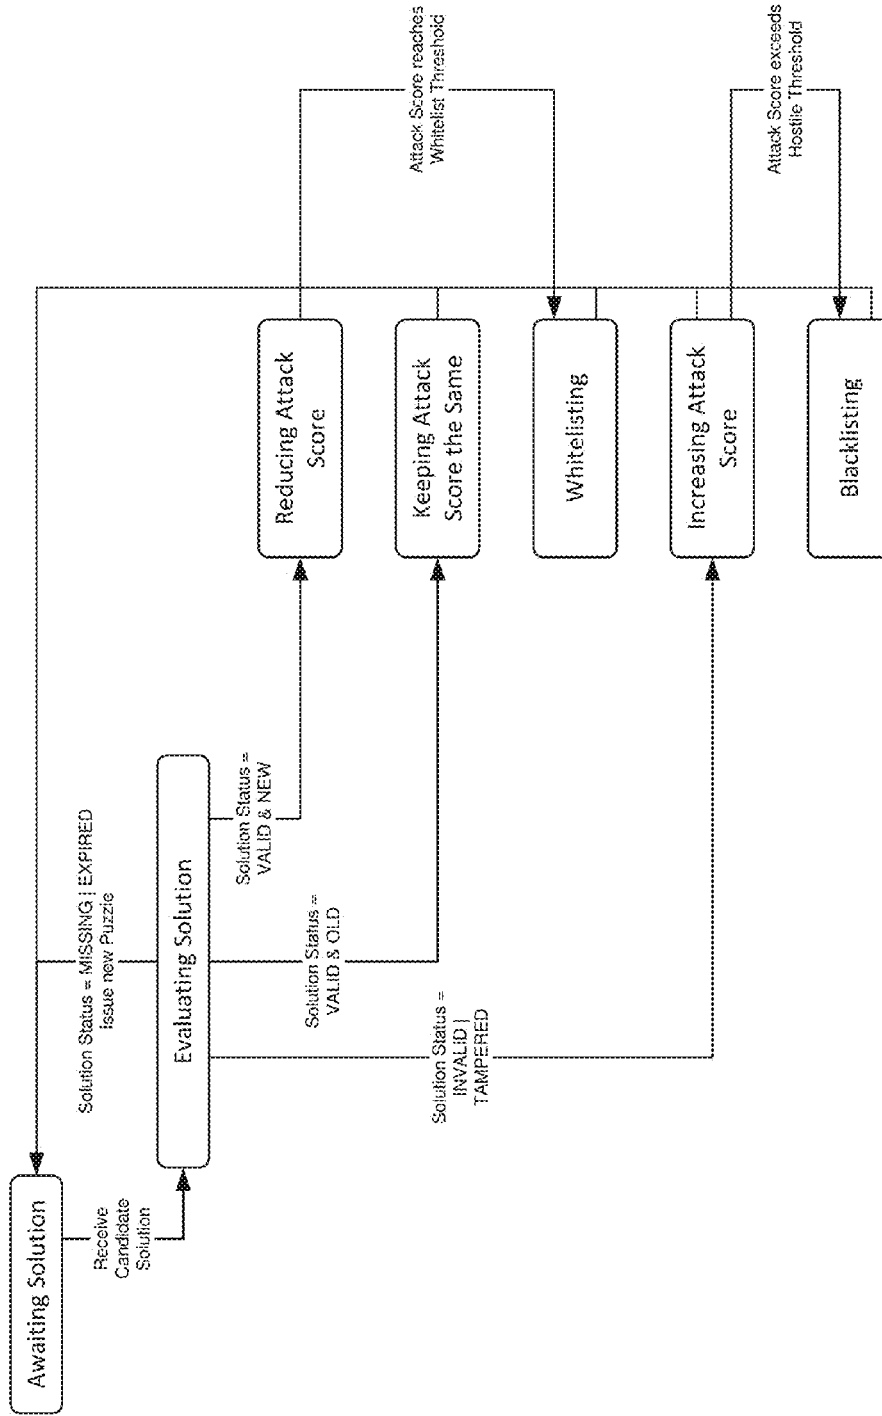 Awaiting Solution
Receive
Candidate
Solution
Solution Status = MISSING | EXPIRED
Issue new Puzzle
Evaluating Solution
Solution Status =
VALID & NEW
Solution Status =
VALID & OLD
Solution Status =
INVALID |
TAMPERED
Reducing Attack
Score
Keeping Attack
Score the Same
Whitelisting
Increasing Attack
Score
Blacklisting
Attack Score reaches
Whitelist Threshold
Attack Score exceeds
Hostile Threshold